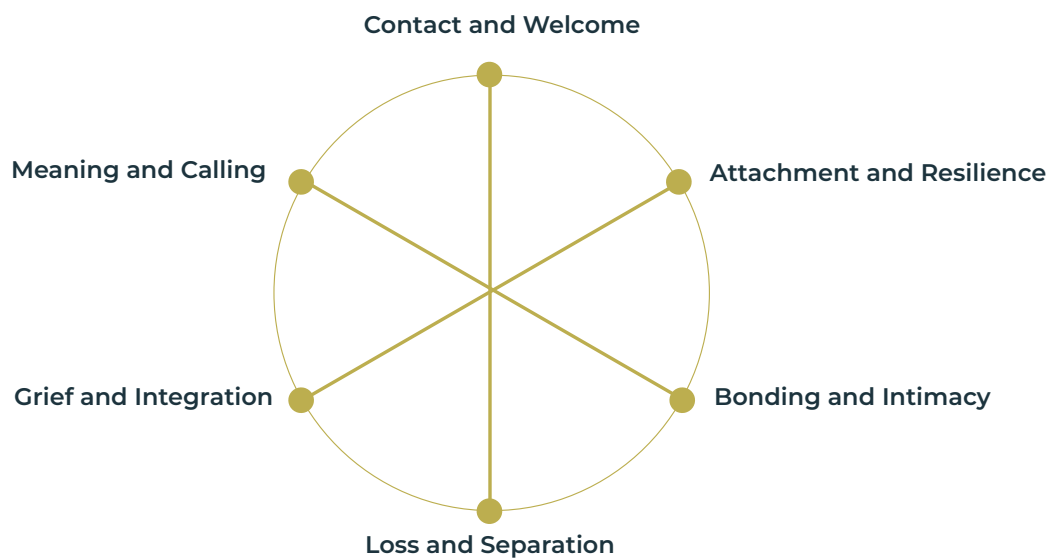 Contact and Welcome
Meaning and Calling
Attachment and Resilience
Grief and Integration
Bonding and Intimacy
Loss and Separation